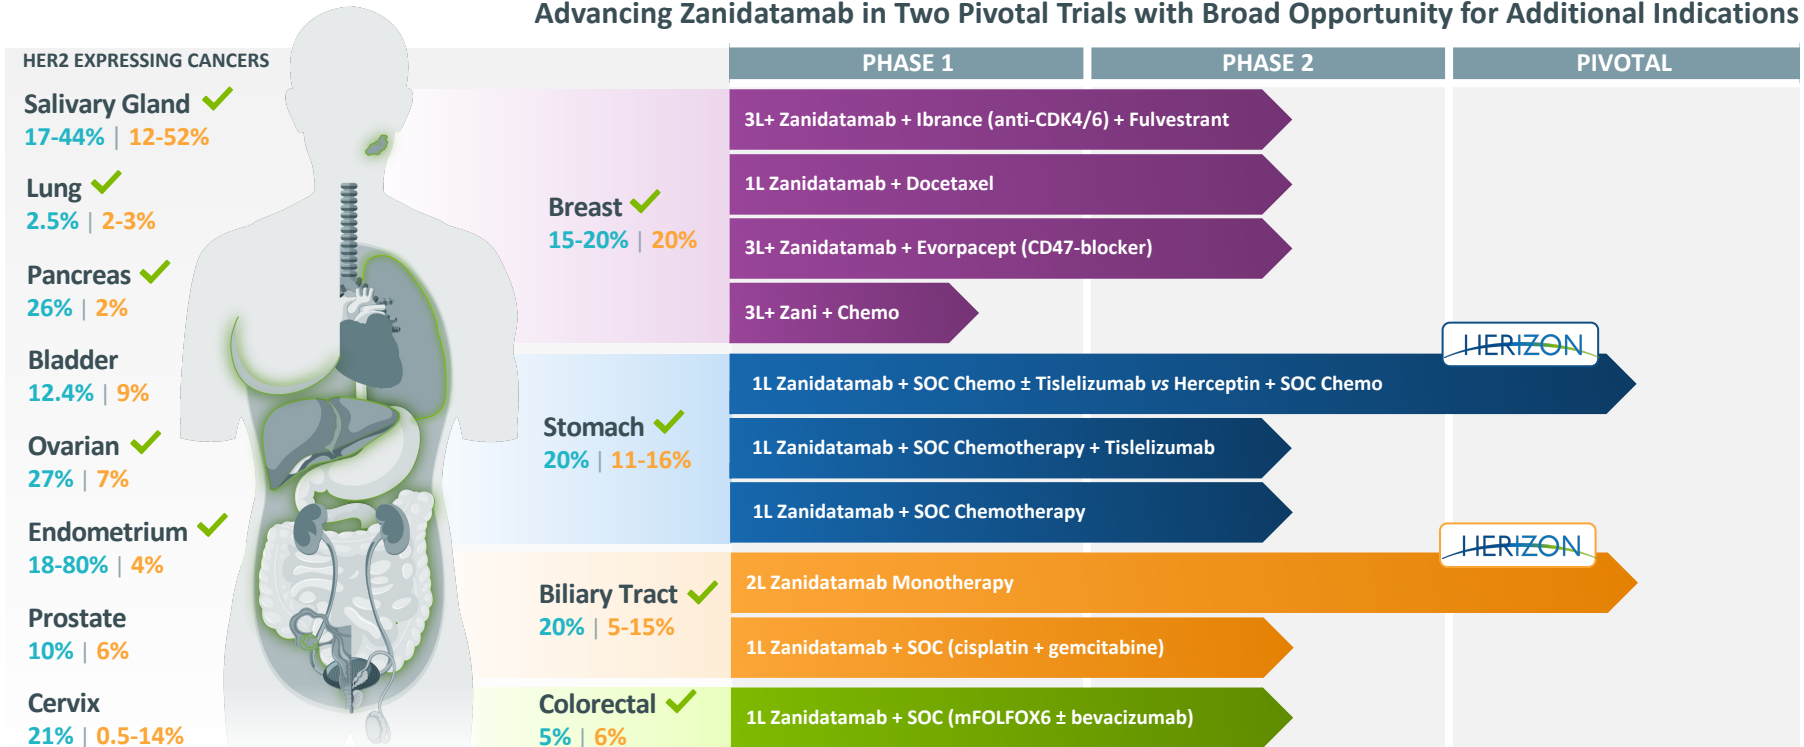 Advancing Zanidatamab in Two Pivotal Trials with Broad Opportunity for Additional Indications
HER2 EXPRESSING CANCERS
PHASE 1
PHASE 2
PIVOTAL
Salivary Gland
17-44% | 12-52%
Lung
2.5% | 2-3%
Pancreas
26% | 2%
Bladder
12.4% | 9%
Ovarian
27% | 7%
Endometrium
18-80% | 4%
Prostate
10% | 6%
Cervix
21% | 0.5-14%
Breast
15-20% | 20%
3L+ Zanidatamab + Ibrance (anti-CDK4/6) + Fulvestrant
1L Zanidatamab + Docetaxel
3L+ Zanidatamab + Evorpacept (CD47-blocker)
3L+ Zani + Chemo
Stomach
20% | 11-16%
HERIZON
1L Zanidatamab + SOC Chemo ± Tislelizumab vs Herceptin + SOC Chemo
1L Zanidatamab + SOC Chemotherapy + Tislelizumab
1L Zanidatamab + SOC Chemotherapy
Biliary Tract
20% | 5-15%
HERIZON
2L Zanidatamab Monotherapy
1L Zanidatamab + SOC (cisplatin + gemcitabine)
Colorectal
5% | 6%
1L Zanidatamab + SOC (mFOLFOX6 ± bevacizumab)